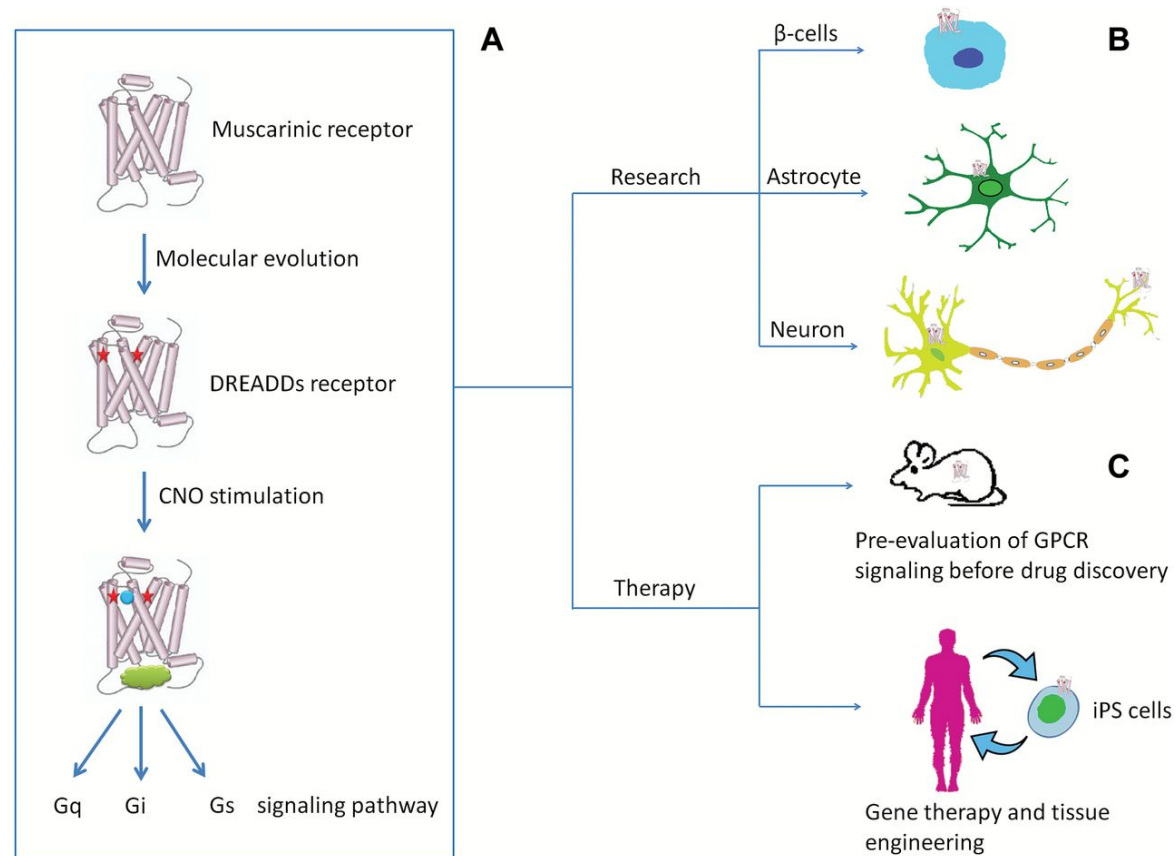 A
Muscarinic receptor
Molecular evolution
DREADDs receptor
CNO stimulation
Gq Gi Gs signaling pathway
B
Research
β-cells
Astrocyte
Neuron
C
Therapy
Pre-evaluation of GPCR
signaling before drug discovery
iPS cells
Gene therapy and tissue
engineering